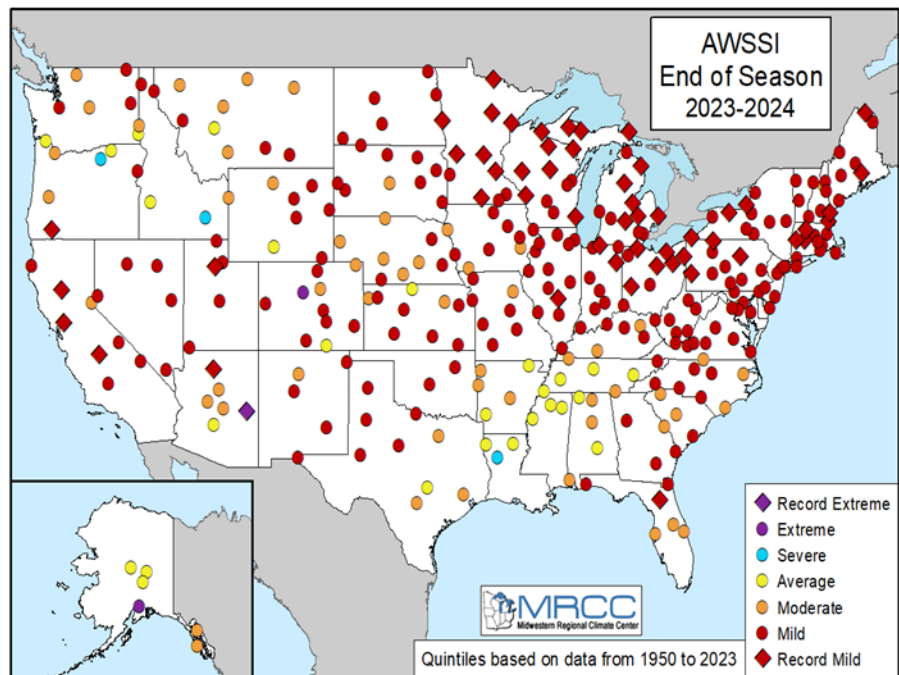 AWSSI
End of Season
2023-2024
Record Extreme
Extreme
Severe
Average
Moderate
Mild
Record Mild
MRCC
Midwestern Regional Climate Center
Quintiles based on data from 1950 to 2023